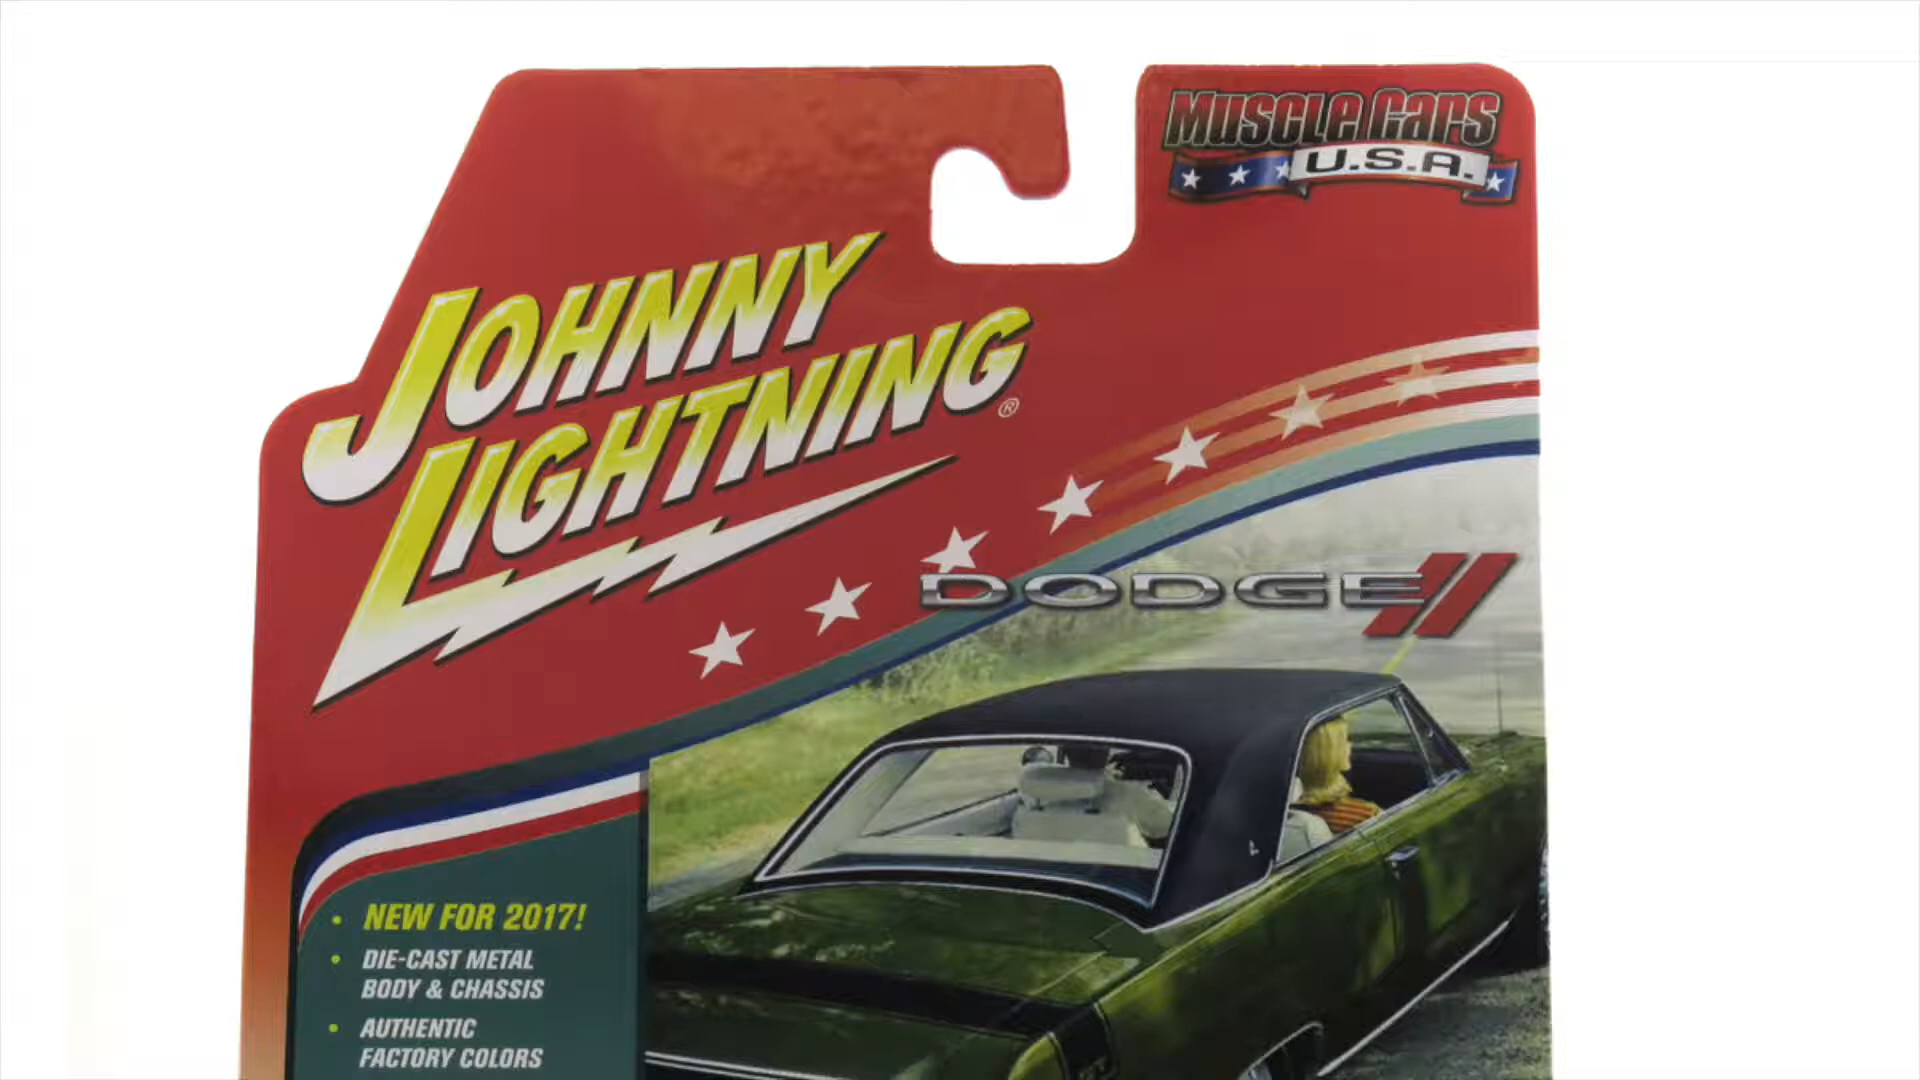 Muscle Cars
U.S.A.
JOHNNY
LIGHTNING®
DODGE
• NEW FOR 2017!
• DIE-CAST METAL
BODY & CHASSIS
• AUTHENTIC
FACTORY COLORS